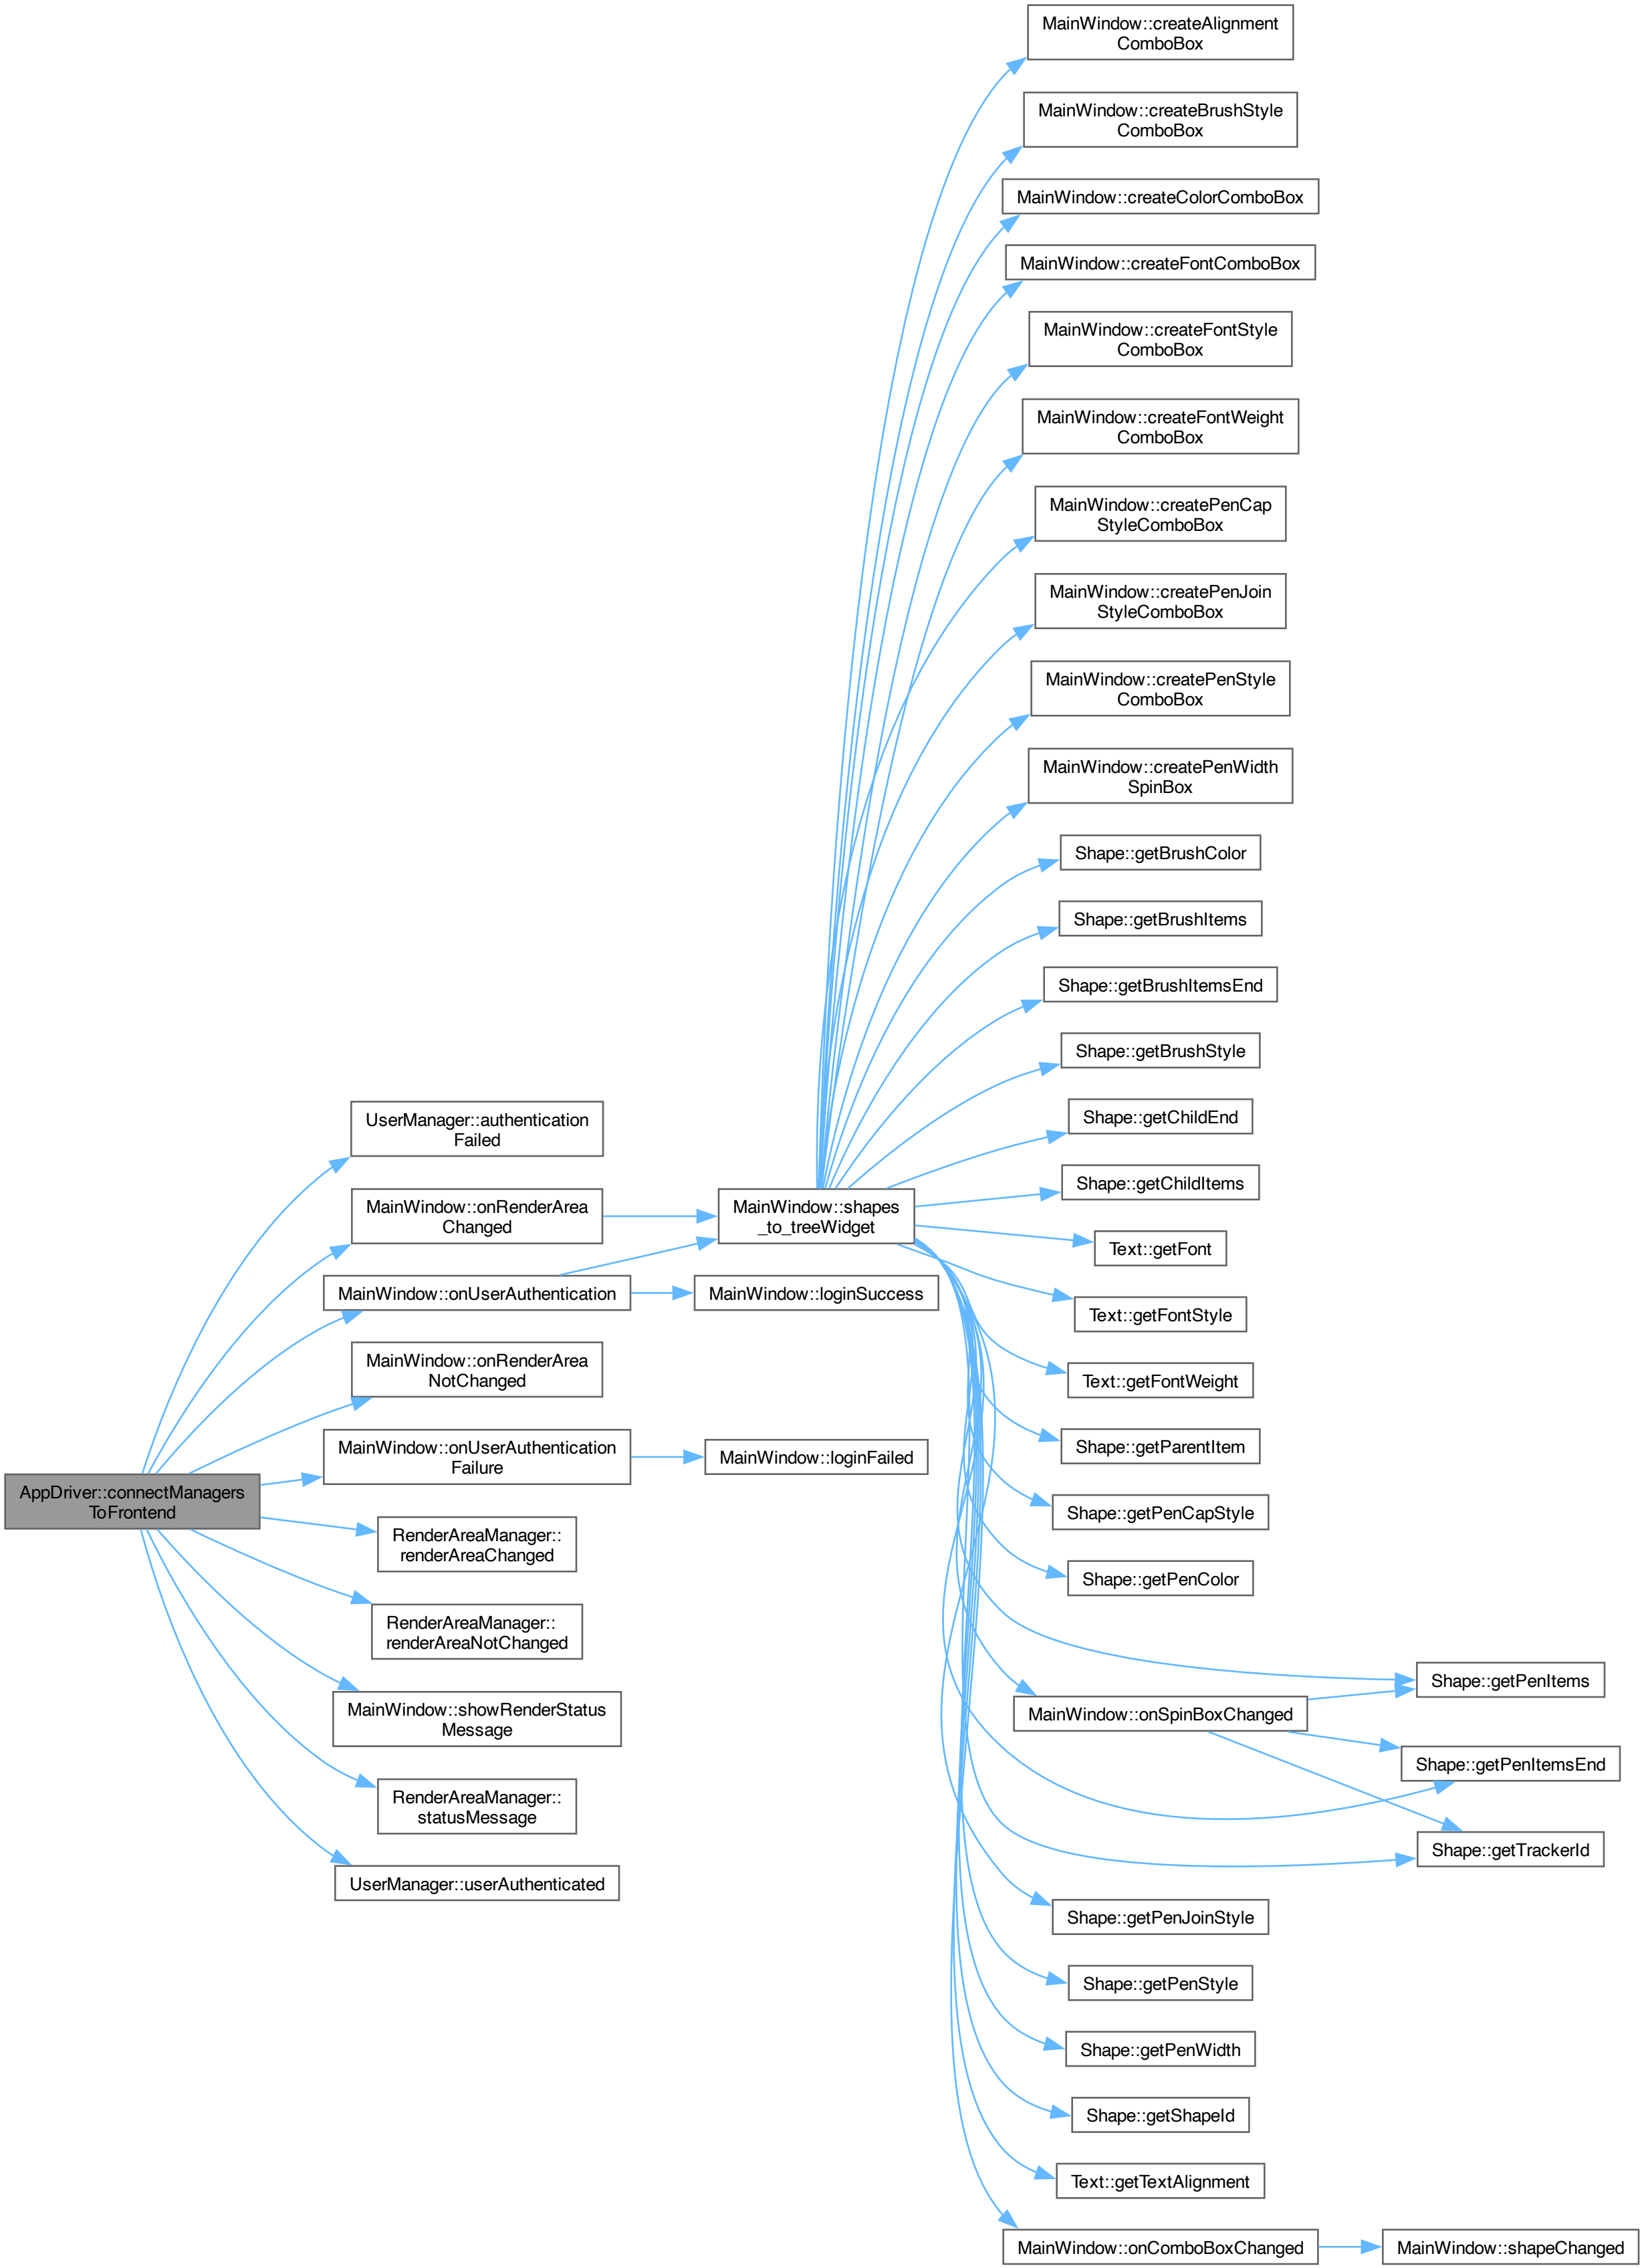 MainWindow::createAlignment
ComboBox
MainWindow::createBrushStyle
ComboBox
MainWindow::createColorComboBox
MainWindow::createFontComboBox
MainWindow::createFontStyle
ComboBox
MainWindow::createFontWeight
ComboBox
MainWindow::createPenCap
StyleComboBox
MainWindow::createPenJoin
StyleComboBox
MainWindow::createPenStyle
ComboBox
MainWindow::createPenWidth
SpinBox
Shape::getBrushColor
Shape::getBrushItems
Shape::getBrushItemsEnd
Shape::getBrushStyle
UserManager::authentication
Failed
Shape::getChildEnd
Shape::getChildItems
MainWindow::onRenderArea
Changed
MainWindow::shapes
_to_treeWidget
Text::getFont
MainWindow::onUserAuthentication
MainWindow::loginSuccess
Text::getFontStyle
MainWindow::onRenderArea
NotChanged
Text::getFontWeight
MainWindow::onUserAuthentication
Failure
MainWindow::loginFailed
Shape::getParentItem
AppDriver::connectManagers
ToFrontend
Shape::getPenCapStyle
RenderAreaManager::
renderAreaChanged
Shape::getPenColor
RenderAreaManager::
renderAreaNotChanged
Shape::getPenItems
MainWindow::showRenderStatus
Message
MainWindow::onSpinBoxChanged
Shape::getPenItemsEnd
RenderAreaManager::
statusMessage
Shape::getTrackerId
UserManager::userAuthenticated
Shape::getPenJoinStyle
Shape::getPenStyle
Shape::getPenWidth
Shape::getShapeId
Text::getTextAlignment
MainWindow::onComboBoxChanged
MainWindow::shapeChanged